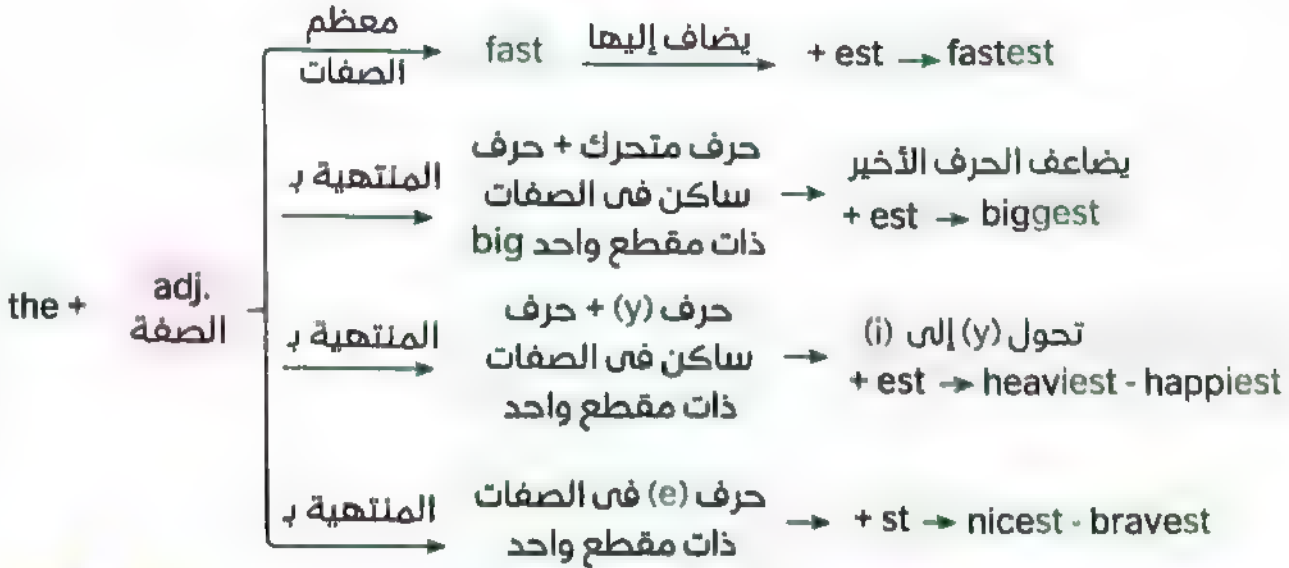 the +
adj.
الصفة
معظم
الصفات
fast
يضاف إليها
+ est → fastest
المنتهية بـ
حرف متحرك + حرف
ساكن فى الصفات
ذات مقطع واحد big
→
يضاعف الحرف الأخير
+ est → biggest
المنتهية بـ
حرف (y) + حرف
ساكن فى الصفات
ذات مقطع واحد
→
تحول (y) إلى (i)
+ est → heaviest - happiest
المنتهية بـ
حرف (e) فى الصفات
ذات مقطع واحد
→ + st → nicest - bravest